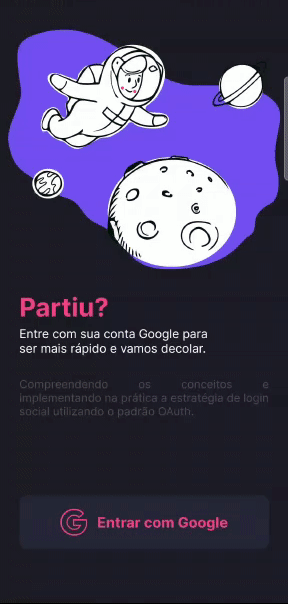 Partiu?
Entre com sua conta Google para
ser mais rápido e vamos decolar.
Compreendendo os conceitos e
implementando na prática a estratégia de login
social utilizando o padrão OAuth.
Entrar com Google